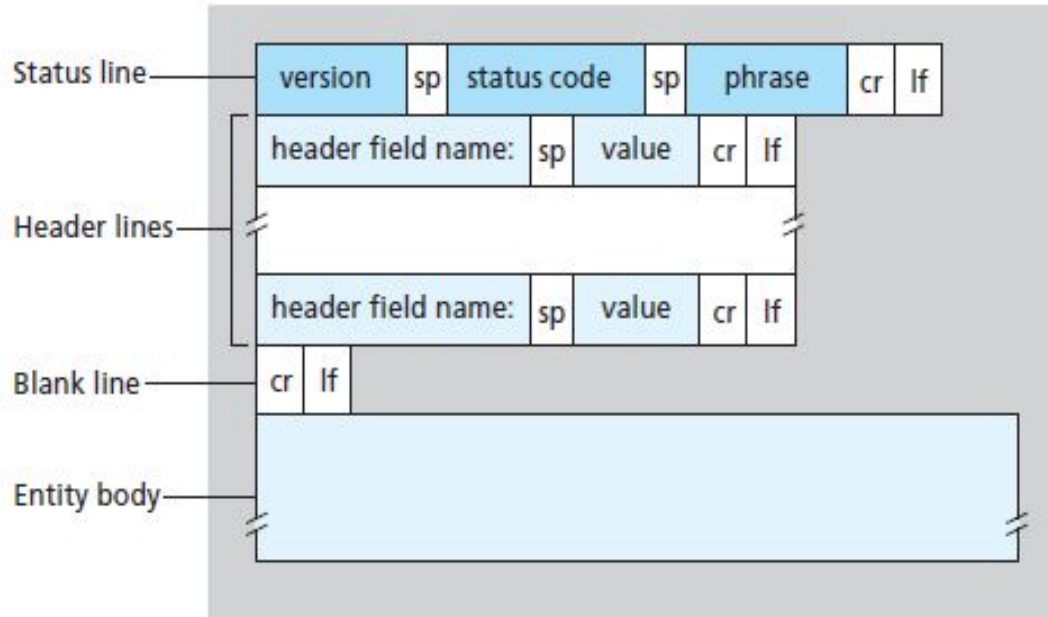 Status line
version sp status code sp phrase cr lf
header field name: sp value cr lf
Header lines
header field name: sp value cr lf
Blank line
cr lf
Entity body